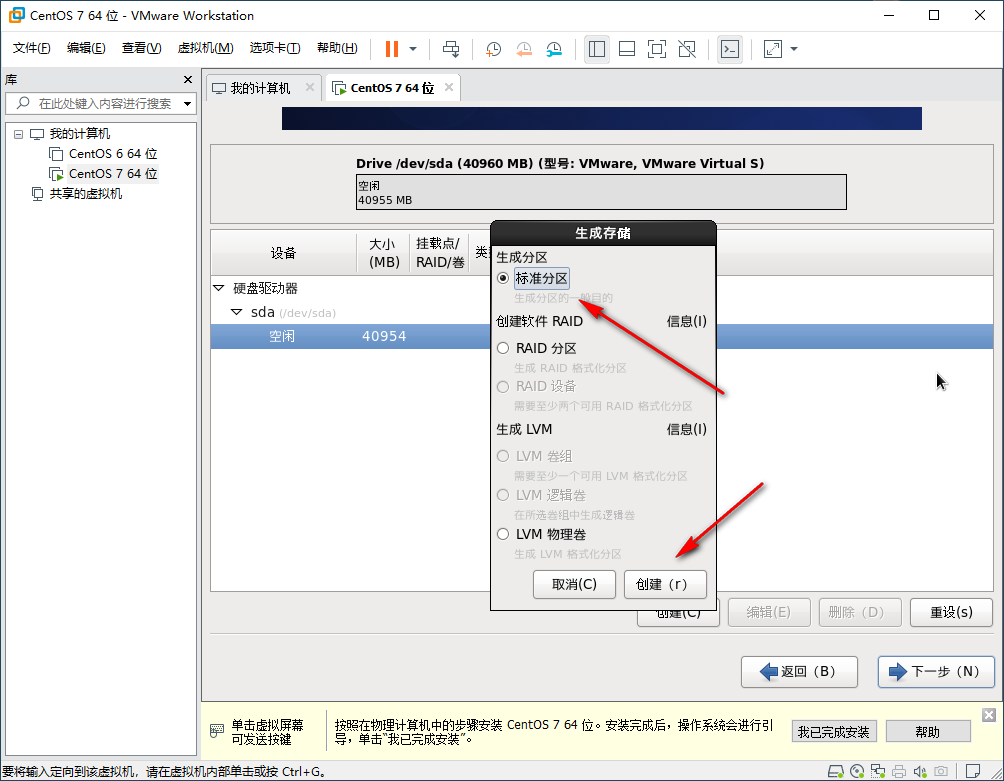 CentOS 7 64 位 - VMware Workstation
文件(F) 编辑(E) 查看(V) 虚拟机(M) 选项卡(T) 帮助(H)
库
在此处键入内容进行搜索
我的计算机
CentOS 6 64 位
CentOS 7 64 位
共享的虚拟机
我的计算机 CentOS 7 64 位
Drive /dev/sda (40960 MB) (型号: VMware, VMware Virtual S)
空闲
40955 MB
设备 大小 (MB) 挂载点/ RAID/卷 类
硬盘驱动器
sda (/dev/sda)
空闲 40954
生成存储
生成分区
标准分区
生成分区的一般目的
创建软件 RAID 信息(I)
RAID 分区
生成 RAID 格式化分区
RAID 设备
需要至少两个可用 RAID 格式化分区
生成 LVM 信息(I)
LVM 卷组
需要至少一个可用 LVM 格式化分区
LVM 逻辑卷
在所选卷组中生成逻辑卷
LVM 物理卷
生成 LVM 格式化分区
取消(C) 创建（r）
创建(C) 编辑(E) 删除（D） 重设(s)
返回（B） 下一步（N）
单击虚拟屏幕
可发送按键
按照在物理计算机中的步骤安装 CentOS 7 64 位。安装完成后，操作系统会进行引
导，单击“我已完成安装”。
我已完成安装 帮助
要将输入定向到该虚拟机，请在虚拟机内部单击或按 Ctrl+G。